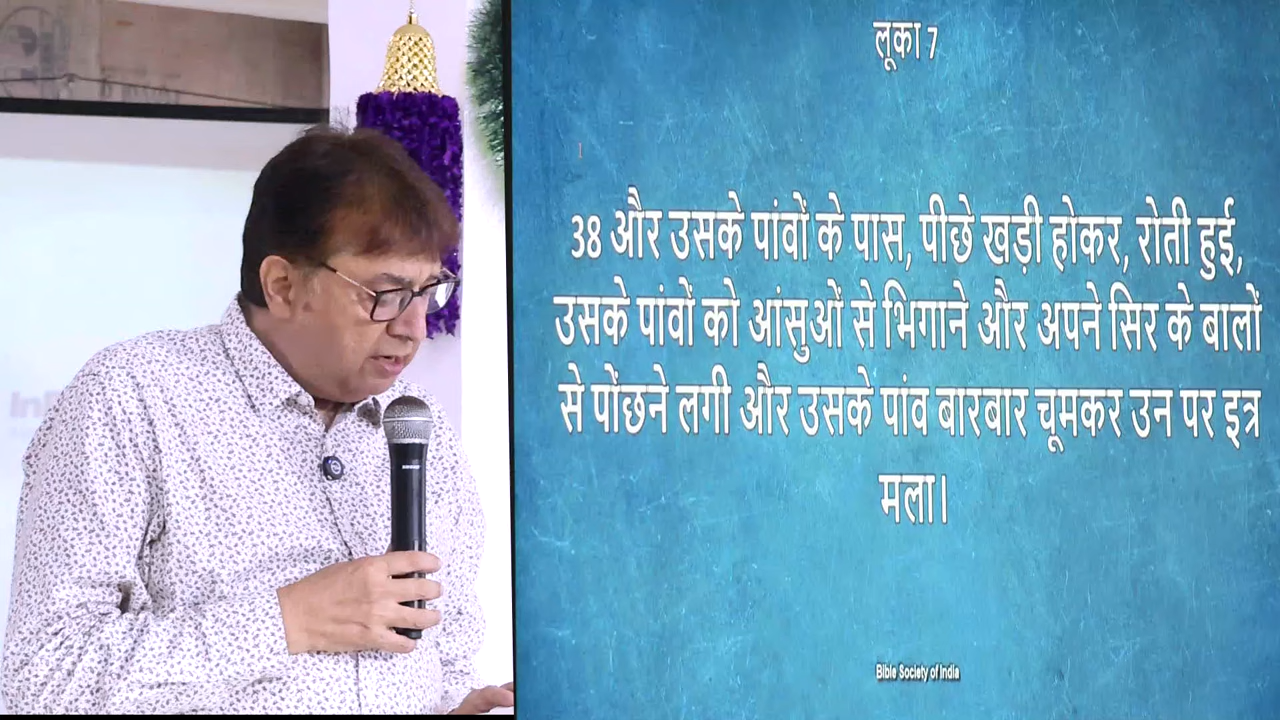 लूका 7
38 और उसके पांवों के पास, पीछे खड़ी होकर, रोती हुई,
उसके पांवों को आंसुओं से भिगाने और अपने सिर के बालों
से पोंछने लगी और उसके पांव बारबार चूमकर उन पर इत्र
मला।
Bible Society of India